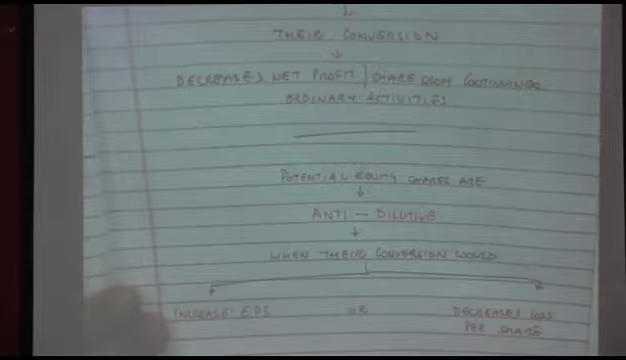 THEIR CONVERSION
DECREASES NET PROFIT / SHARE FROM CONTINUING
ORDINARY ACTIVITIES
POTENTIAL EQUITY SHARES ARE
ANTI - DILUTIVE
WHEN THEIR CONVERSION WOULD
INCREASE EPS OR DECREASES LOSS
PER SHARE